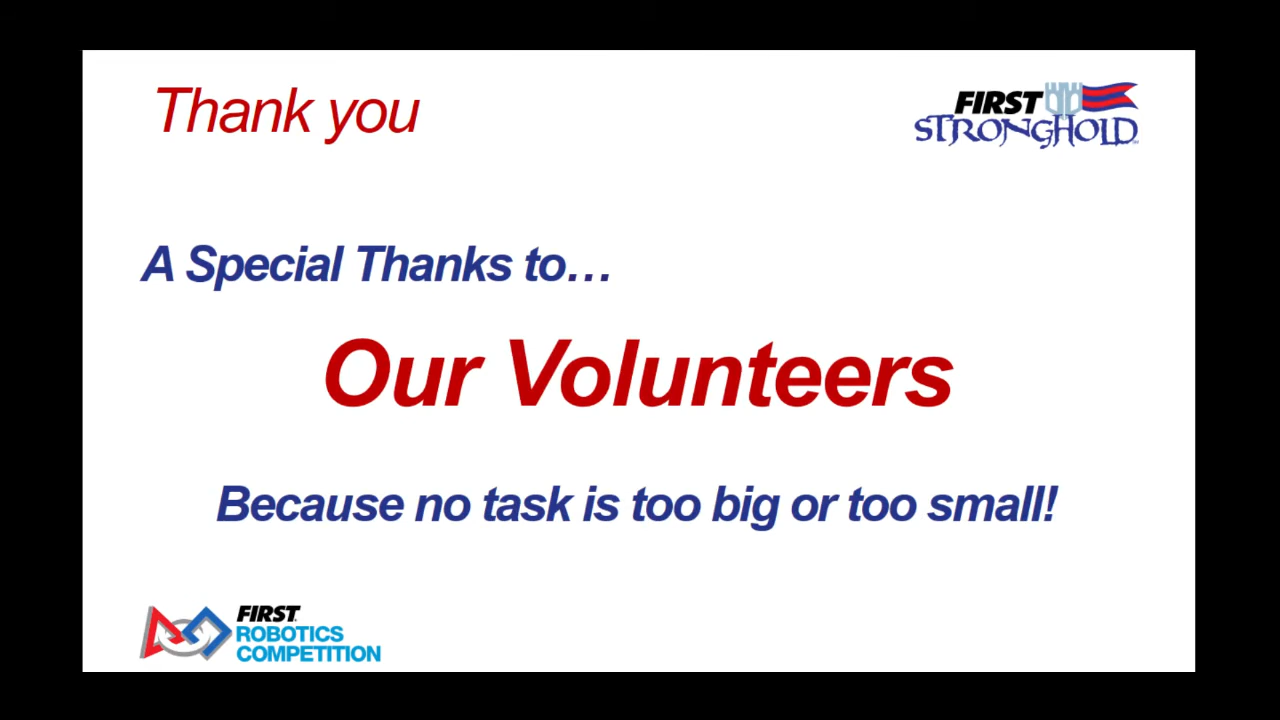 Thank you
FIRST
STRONGHOLD
A Special Thanks to…
Our Volunteers
Because no task is too big or too small!
FIRST
ROBOTICS
COMPETITION